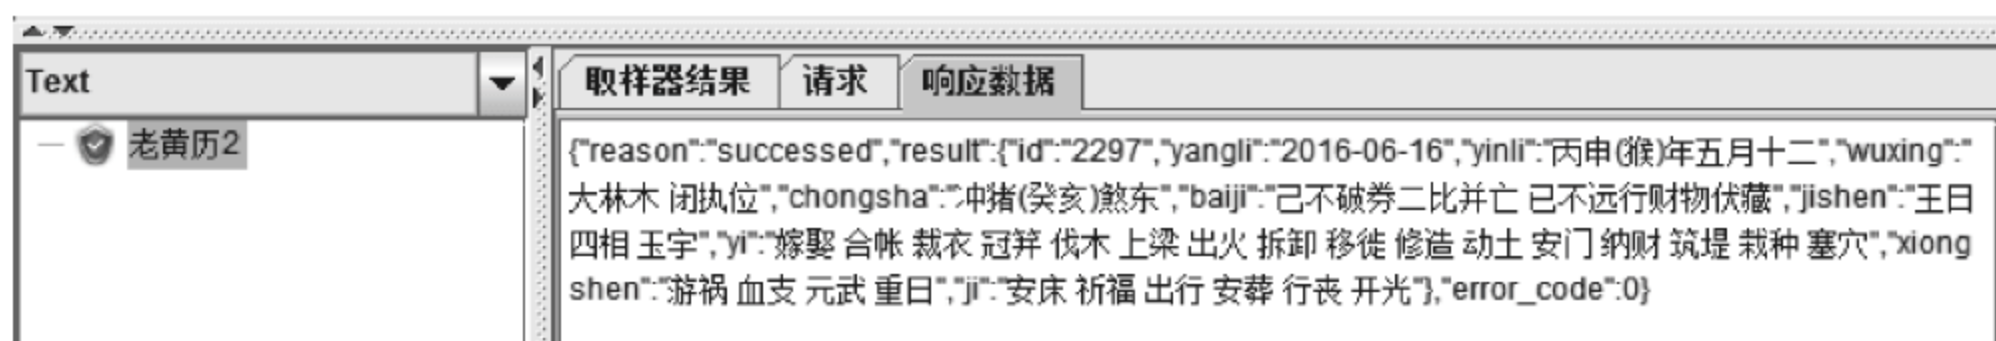 Text
取样器结果 请求 响应数据
老黄历2
{"reason":"successed","result":{"id":"2297","yangli":"2016-06-16","yinli":"丙申(猴)年五月十二","wuxing":"
大林木 闭执位","chongsha":"冲猪(癸亥)煞东","baiji":"己不破券二比并亡 已不远行财物伏藏","jishen":"王日
四相 玉宇","yi":"嫁娶 合帐 裁衣 冠笄 伐木 上梁 出火 拆卸 移徙 修造 动土 安门 纳财 筑堤 栽种 塞穴","xiong
shen":"游祸 血支 元武 重日","ji":"安床 祈福 出行 安葬 行丧 开光"},"error_code":0}